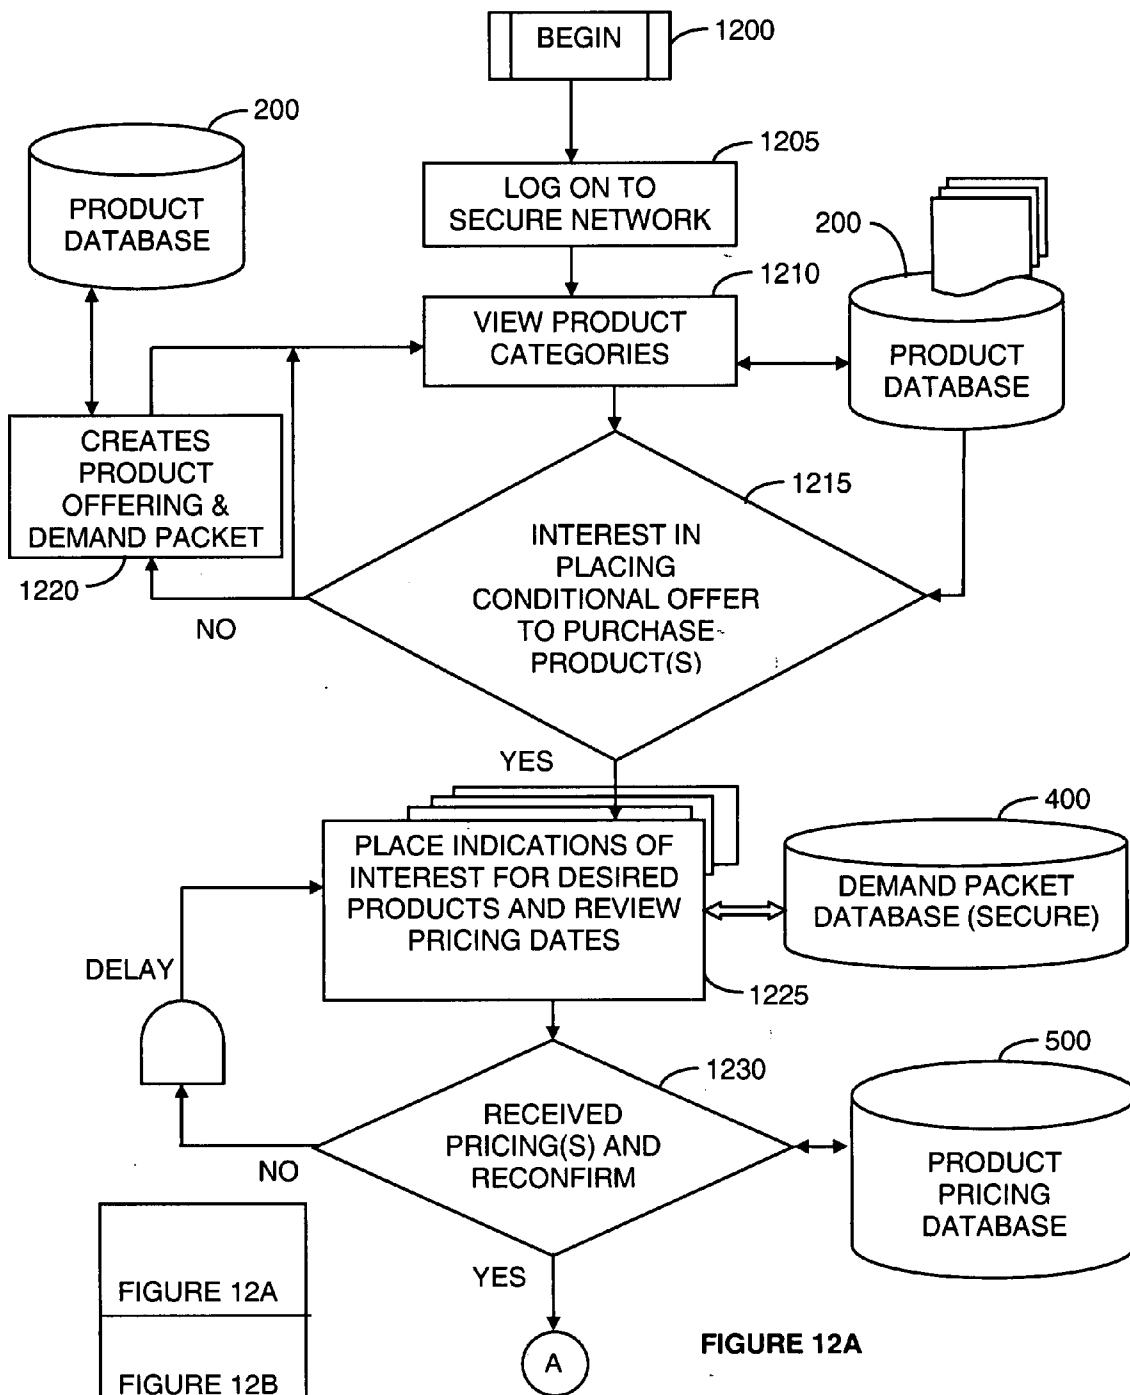 BEGIN
1200
200
PRODUCT
DATABASE
1205
LOG ON TO
SECURE NETWORK
1210
VIEW PRODUCT
CATEGORIES
200
PRODUCT
DATABASE
CREATES
PRODUCT
OFFERING &
DEMAND PACKET
1220
NO
1215
INTEREST IN
PLACING
CONDITIONAL OFFER
TO PURCHASE
PRODUCT(S)
YES
PLACE INDICATIONS OF
INTEREST FOR DESIRED
PRODUCTS AND REVIEW
PRICING DATES
1225
400
DEMAND PACKET
DATABASE (SECURE)
DELAY
1230
RECEIVED
PRICING(S) AND
RECONFIRM
NO
500
PRODUCT
PRICING
DATABASE
YES
A
FIGURE 12A
FIGURE 12B
FIGURE 12A